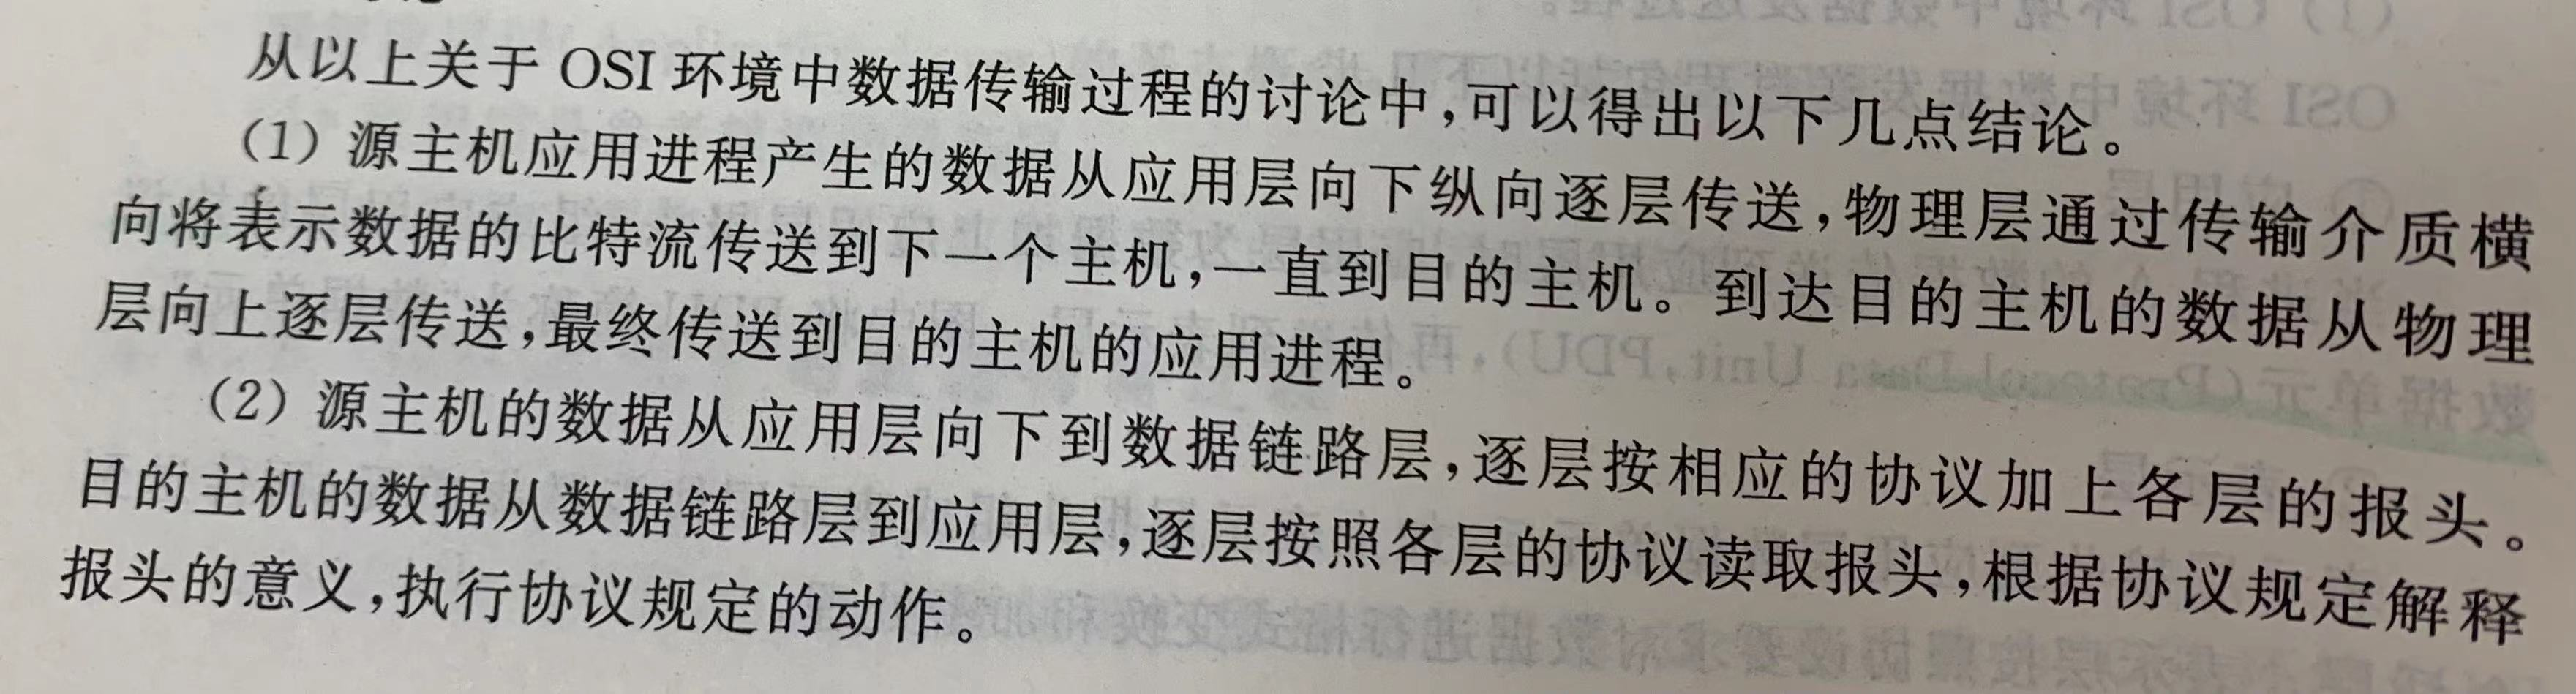 从以上关于 OSI 环境中数据传输过程的讨论中，可以得出以下几点结论。
（1）源主机应用进程产生的数据从应用层向下纵向逐层传送，物理层通过传输介质横
向将表示数据的比特流传送到下一个主机，一直到目的主机。到达目的主机的数据从物理
层向上逐层传送，最终传送到目的主机的应用进程。
（2）源主机的数据从应用层向下到数据链路层，逐层按相应的协议加上各层的报头。
目的主机的数据从数据链路层到应用层，逐层按照各层的协议读取报头，根据协议规定解释
报头的意义，执行协议规定的动作。